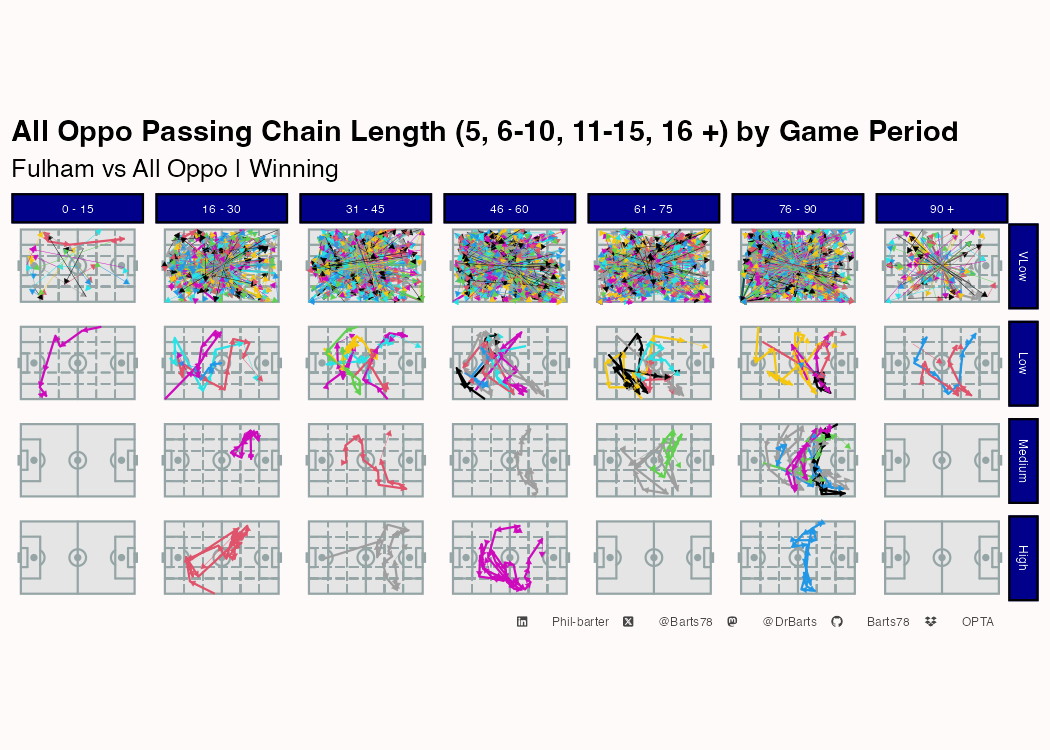 All Oppo Passing Chain Length (5, 6-10, 11-15, 16 +) by Game Period
Fulham vs All Oppo | Winning
0 - 15 16 - 30 31 - 45 46 - 60 61 - 75 76 - 90 90 +
VLow
Low
Medium
High
Phil-barter @Barts78 @DrBarts Barts78 OPTA